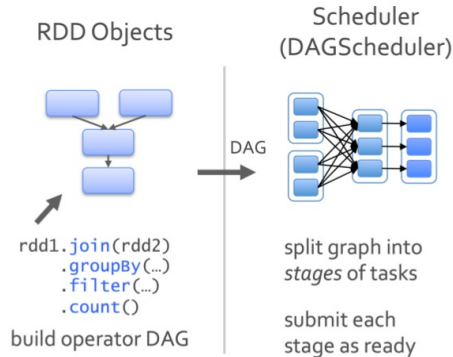 RDD Objects
rdd1.join(rdd2)
.groupBy(…)
.filter(…)
.count()
build operator DAG
DAG
Scheduler
(DAGScheduler)
split graph into
stages of tasks
submit each
stage as ready